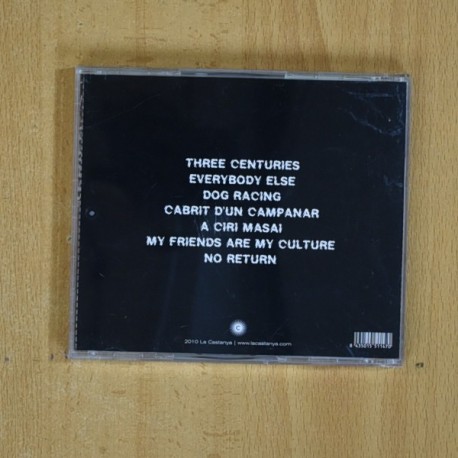 THREE CENTURIES
EVERYBODY ELSE
DOG RACING
CABRIT D'UN CAMPANAR
A CIRI MASAI
MY FRIENDS ARE MY CULTURE
NO RETURN
2010 La Castanya | www.lacastanya.com